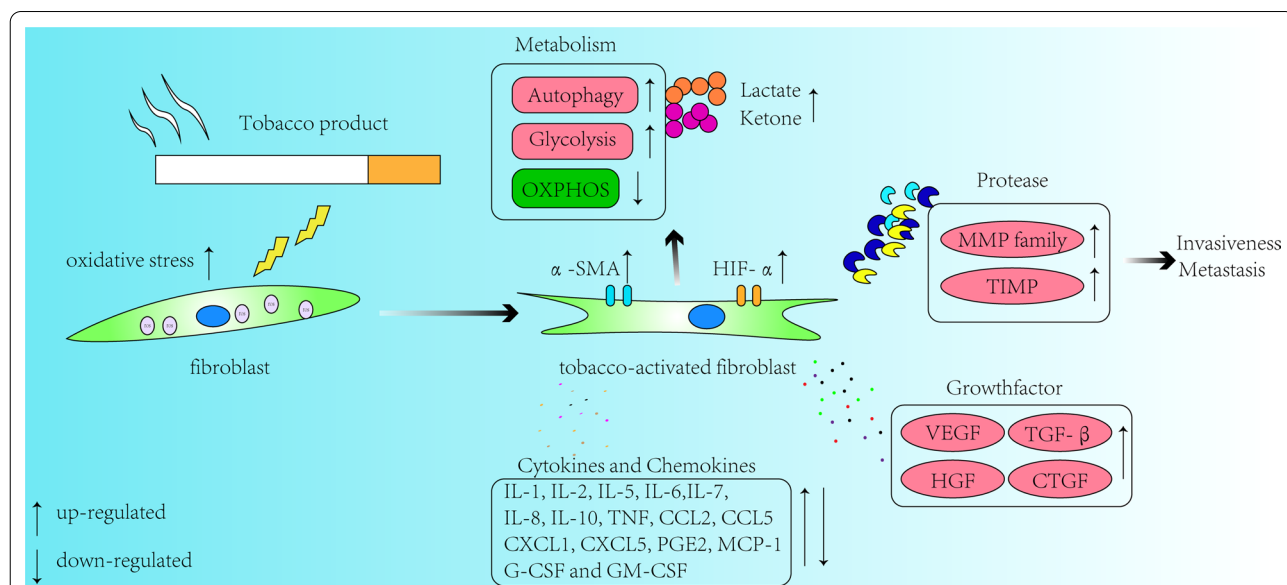 Metabolism
Autophagy
Glycolysis
OXPHOS
Lactate
Ketone
Tobacco product
oxidative stress
fibroblast
α-SMA
HIF-α
tobacco-activated fibroblast
Protease
MMP family
TIMP
Invasiveness
Metastasis
Growthfactor
VEGF
TGF-β
HGF
CTGF
Cytokines and Chemokines
IL-1, IL-2, IL-5, IL-6,IL-7,
IL-8, IL-10, TNF, CCL2, CCL5
CXCL1, CXCL5, PGE2, MCP-1
G-CSF and GM-CSF
up-regulated
down-regulated